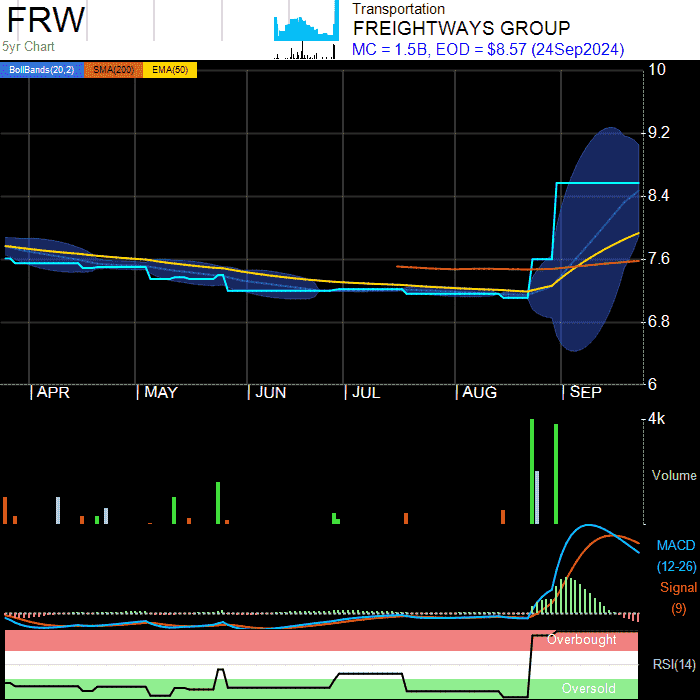 FRW
5yr Chart
Transportation
FREIGHTWAYS GROUP
MC = 1.5B, EOD = $8.57 (24Sep2024)
BollBands(20,2) SMA(200) EMA(50)
10
9.2
8.4
7.6
6.8
6
APR MAY JUN JUL AUG SEP
4k
Volume
MACD
(12-26)
Signal
(9)
Overbought
RSI(14)
Oversold